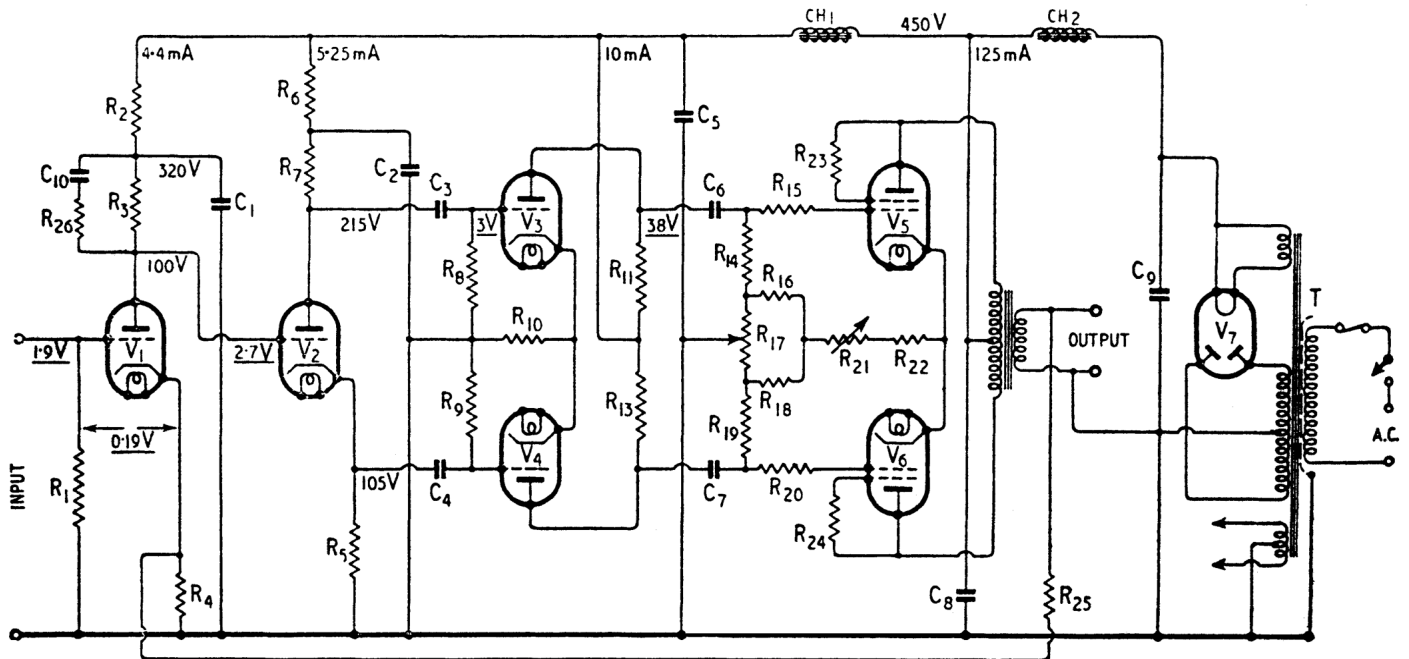 CH1
450V
CH2
4·4mA
5·25mA
10mA
125mA
R2
R6
C5
C10
320V
R3
R7
C2
C3
R23
C6
R15
R26
C1
3V
V3
V5
215V
38V
100V
R8
R11
R14
R16
C9
T
V1
V2
R10
R17
R21
R22
OUTPUT
V7
1·9V
2·7V
R9
R13
R18
A.C.
0·19V
V4
R19
V6
INPUT
R1
105V
C4
C7
R20
R5
R24
R4
C8
R25